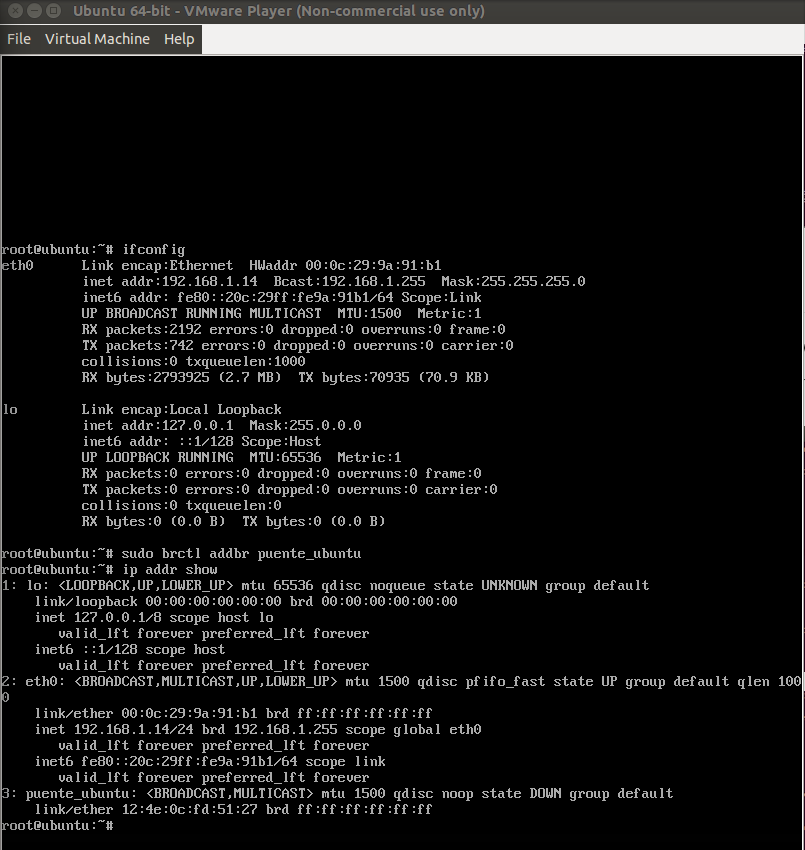 Ubuntu 64-bit - VMware Player (Non-commercial use only)
File Virtual Machine Help
root@ubuntu:~# ifconfig
eth0      Link encap:Ethernet  HWaddr 00:0c:29:9a:91:b1
          inet addr:192.168.1.14  Bcast:192.168.1.255  Mask:255.255.255.0
          inet6 addr: fe80::20c:29ff:fe9a:91b1/64 Scope:Link
          UP BROADCAST RUNNING MULTICAST  MTU:1500  Metric:1
          RX packets:2192 errors:0 dropped:0 overruns:0 frame:0
          TX packets:742 errors:0 dropped:0 overruns:0 carrier:0
          collisions:0 txqueuelen:1000
          RX bytes:2793925 (2.7 MB)  TX bytes:70935 (70.9 KB)
lo        Link encap:Local Loopback
          inet addr:127.0.0.1  Mask:255.0.0.0
          inet6 addr: ::1/128 Scope:Host
          UP LOOPBACK RUNNING  MTU:65536  Metric:1
          RX packets:0 errors:0 dropped:0 overruns:0 frame:0
          TX packets:0 errors:0 dropped:0 overruns:0 carrier:0
          collisions:0 txqueuelen:0
          RX bytes:0 (0.0 B)  TX bytes:0 (0.0 B)
root@ubuntu:~# sudo brctl addbr puente_ubuntu
root@ubuntu:~# ip addr show
1: lo: <LOOPBACK,UP,LOWER_UP> mtu 65536 qdisc noqueue state UNKNOWN group default
    link/loopback 00:00:00:00:00:00 brd 00:00:00:00:00:00
    inet 127.0.0.1/8 scope host lo
       valid_lft forever preferred_lft forever
    inet6 ::1/128 scope host
       valid_lft forever preferred_lft forever
2: eth0: <BROADCAST,MULTICAST,UP,LOWER_UP> mtu 1500 qdisc pfifo_fast state UP group default qlen 100
0
    link/ether 00:0c:29:9a:91:b1 brd ff:ff:ff:ff:ff:ff
    inet 192.168.1.14/24 brd 192.168.1.255 scope global eth0
       valid_lft forever preferred_lft forever
    inet6 fe80::20c:29ff:fe9a:91b1/64 scope link
       valid_lft forever preferred_lft forever
3: puente_ubuntu: <BROADCAST,MULTICAST> mtu 1500 qdisc noop state DOWN group default
    link/ether 12:4e:0c:fd:51:27 brd ff:ff:ff:ff:ff:ff
root@ubuntu:~#